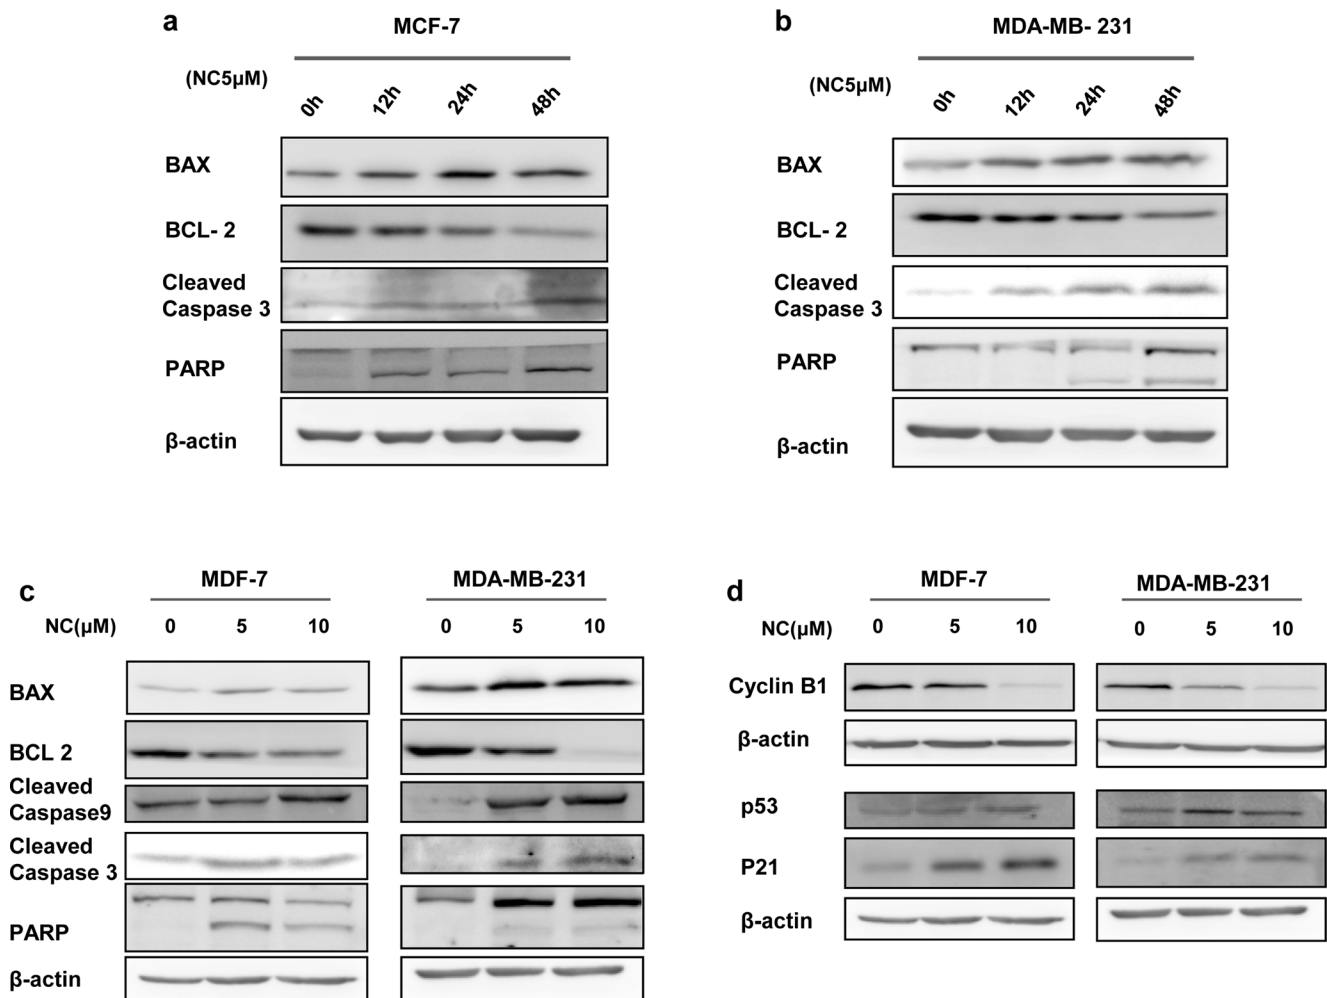 a
MCF-7
(NC5μM)
0h 12h 24h 48h
BAX
BCL- 2
Cleaved
Caspase 3
PARP
β-actin
b
MDA-MB- 231
(NC5μM)
0h 12h 24h 48h
BAX
BCL- 2
Cleaved
Caspase 3
PARP
β-actin
c
MDF-7 MDA-MB-231
NC(μM) 0 5 10 0 5 10
BAX
BCL 2
Cleaved
Caspase9
Cleaved
Caspase 3
PARP
β-actin
d
MDF-7 MDA-MB-231
NC(μM) 0 5 10 0 5 10
Cyclin B1
β-actin
p53
P21
β-actin